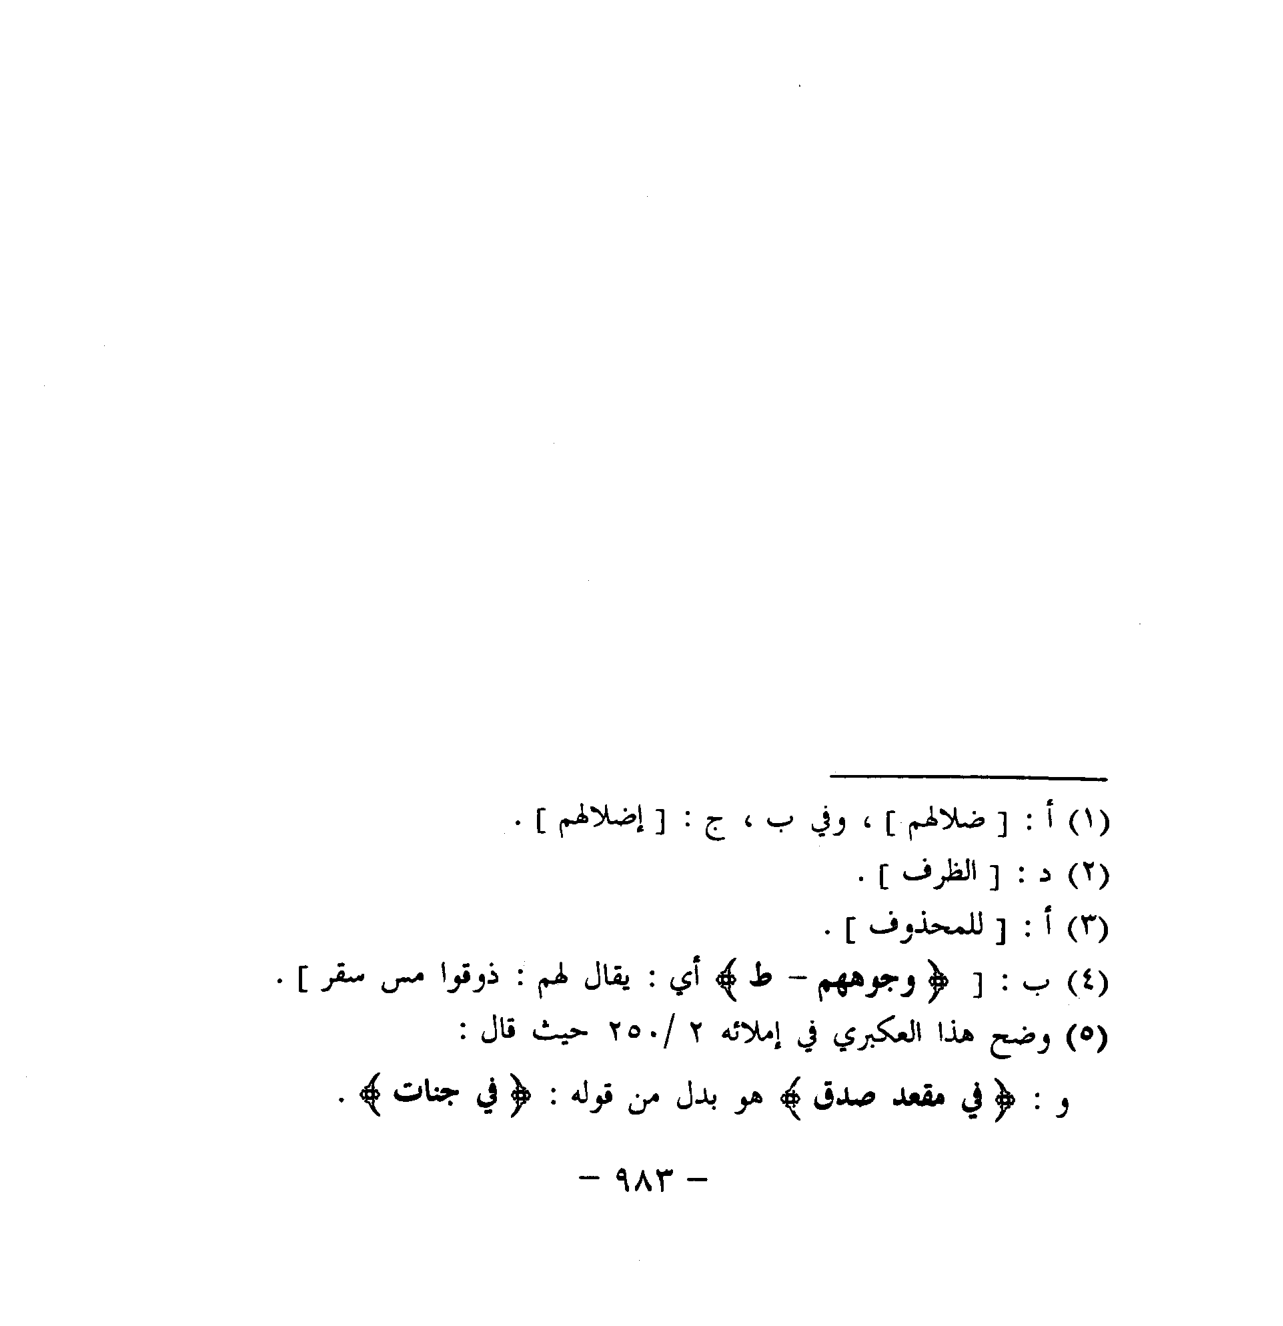 (١) أ : [ ضلالهم ] ، وفي ب ، ج : [ إضلالهم ] .
(٢) د : [ الظرف ] .
(٣) أ : [ للمحذوف ] .
(٤) ب : [ ﴿ وجوههم – ط ﴾ أي : يقال لهم : ذوقوا مس سقر ] .
(٥) وضح هذا العكبري في إملائه ٢ /٢٥٠ حيث قال :
و : ﴿ في مقعد صدق ﴾ هو بدل من قوله : ﴿ في جنات ﴾ .
– ٩٨٣ –